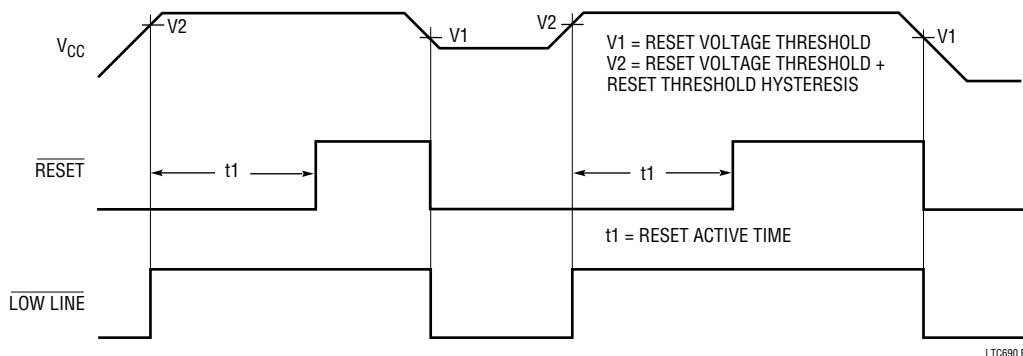 V2
V1
V2
V1
VCC
V1 = RESET VOLTAGE THRESHOLD
V2 = RESET VOLTAGE THRESHOLD +
RESET THRESHOLD HYSTERESIS
RESET
t1
t1
t1 = RESET ACTIVE TIME
LOW LINE